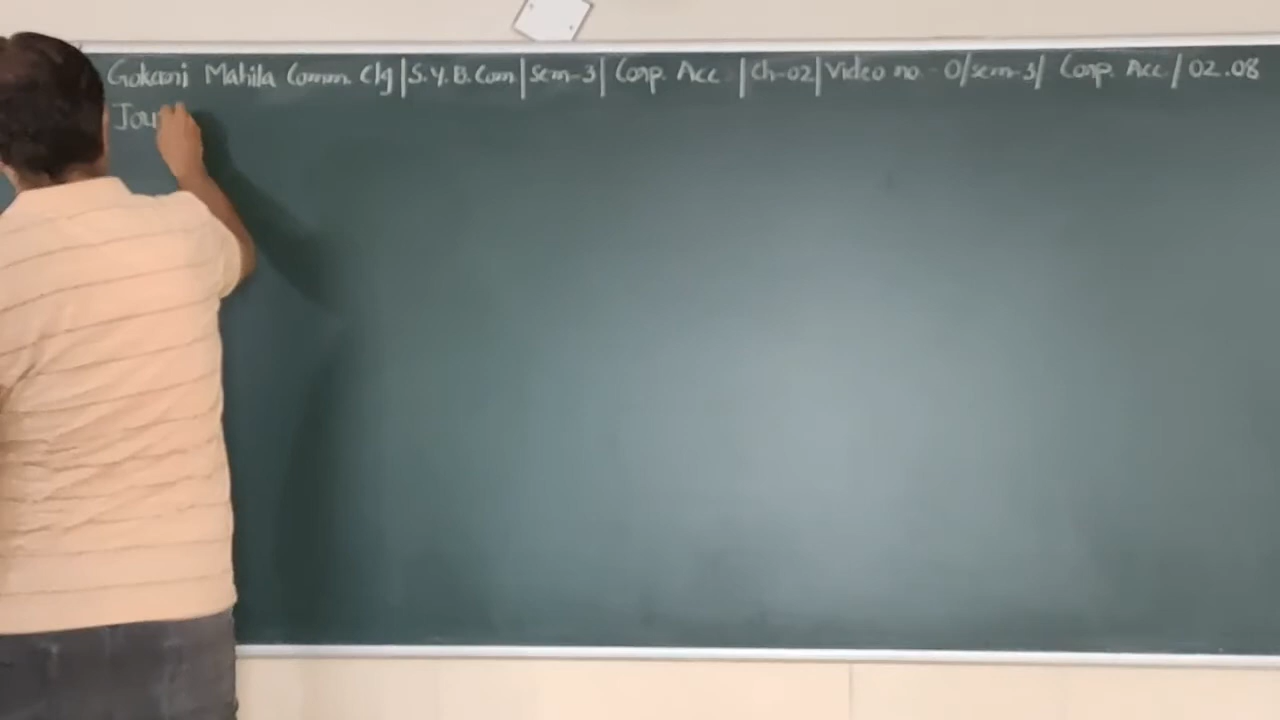 Gokani Mahila Comm. Clg | S.Y.B.Com | Sem-3 | Corp. Acc | Ch-02 | Video no. - 0/sem-3/ Corp. Acc / 02.08
Jou